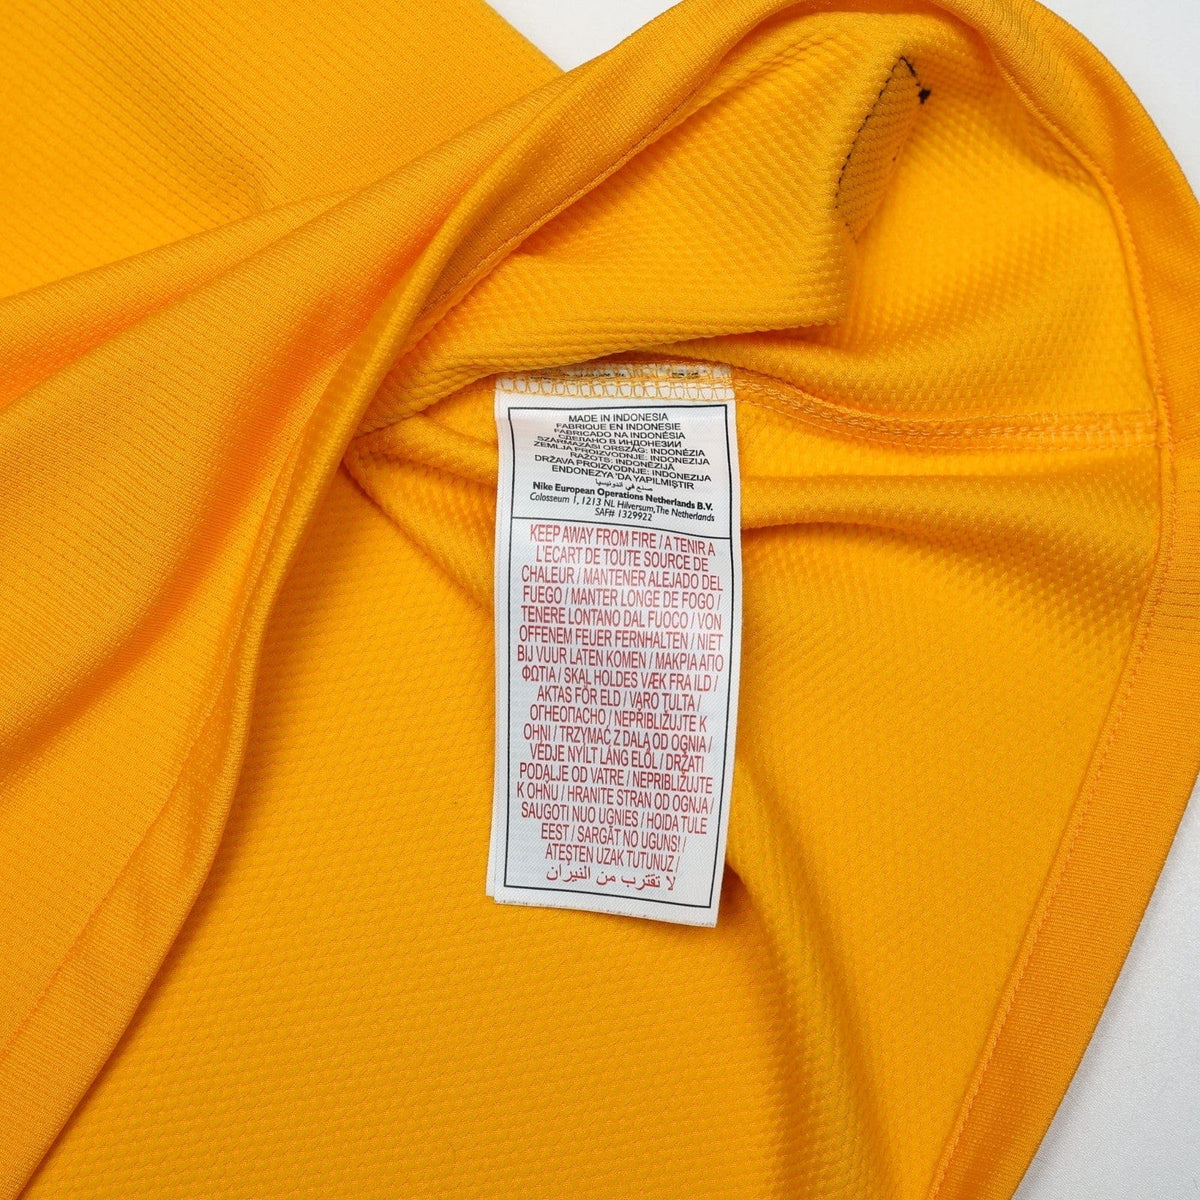 MADE IN INDONESIA
FABRIQUE EN INDONESIE
FABRICADO NA INDONÉSIA
СДЕЛАНО В ИНДОНЕЗИИ
SZÁRMAZÁSI ORSZÁG: INDONÉZIA
ZEMLJA PROIZVODNJE: INDONEZIJA
RAŽOTS: INDONĒZIJĀ
DRŽAVA PROIZVODNJE: INDONEZIJA
ENDONEZYA 'DA YAPILMIŞTIR
صنع في اندونيسيا
Nike European Operations Netherlands B.V.
Colosseum 1, 1213 NL Hilversum,The Netherlands
SAF# 1329922
KEEP AWAY FROM FIRE / A TENIR A
L'ÉCART DE TOUTE SOURCE DE
CHALEUR / MANTENER ALEJADO DEL
FUEGO / MANTER LONGE DE FOGO /
TENERE LONTANO DAL FUOCO / VON
OFFENEM FEUER FERNHALTEN / NIET
BIJ VUUR LATEN KOMEN / ΜΑΚΡΙΑ ΑΠΟ
ΦΩΤΙΑ / SKAL HOLDES VÆK FRA ILD /
AKTAS FÖR ELD / VARO TULTA /
ОГНЕОПАСНО / NEPŘIBLIŽUJTE K
OHNI / TRZYMAĆ Z DALA OD OGNIA /
VÉDJE NYÍLT LÁNG ELŐL / DRŽATI
PODALJE OD VATRE / NEPRIBLIŽUJTE
K OHŇU / HRANITE STRAN OD OGNJA /
SAUGOTI NUO UGNIES / HOIDA TULE
EEST / SARGĀT NO UGUNS! /
ATEŞTEN UZAK TUTUNUZ /
لا تقترب من النيران